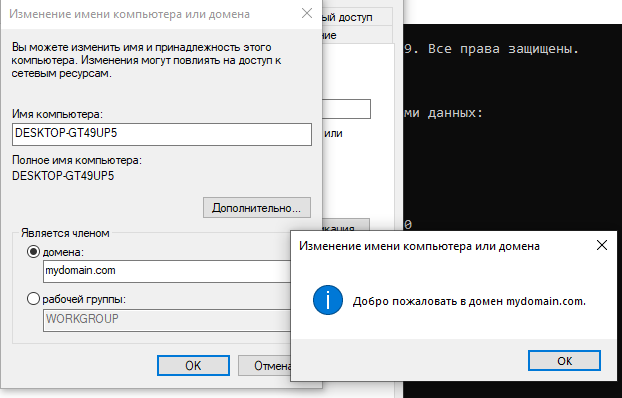 Изменение имени компьютера или домена
ый доступ
ние
Вы можете изменить имя и принадлежность этого
компьютера. Изменения могут повлиять на доступ к
сетевым ресурсам.
9. Все права защищены.
Имя компьютера:
ми данных:
DESKTOP-GT49UP5
или
Полное имя компьютера:
DESKTOP-GT49UP5
Дополнительно...
0
Является членом
домена:
mydomain.com
рабочей группы:
WORKGROUP
OK
Отмена
Изменение имени компьютера или домена
Добро пожаловать в домен mydomain.com.
OK